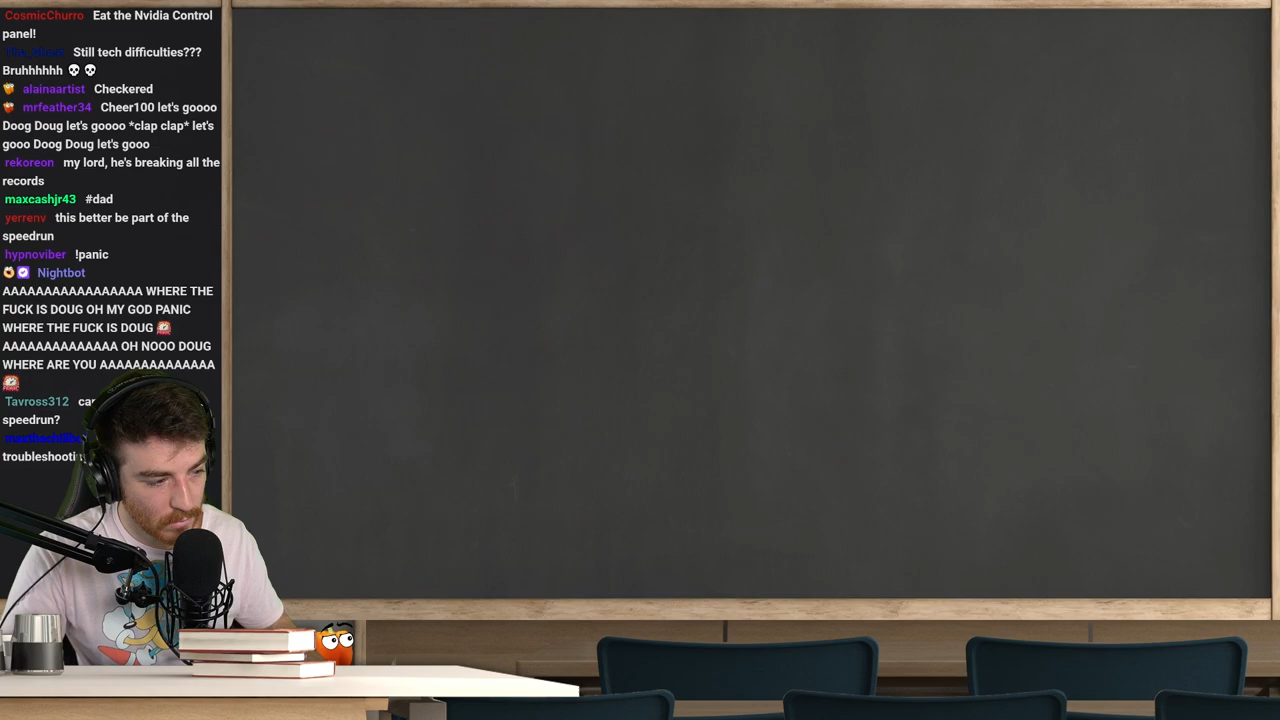 CosmicChurro Eat the Nvidia Control
panel!
Still tech difficulties???
Bruhhhhhh 💀 💀
alainaartist Checkered
mrfeather34 Cheer100 let's goooo
Doog Doug let's goooo *clap clap* let's
gooo Doog Doug let's gooo
rekoreon my lord, he's breaking all the
records
maxcashjr43 #dad
yerrenv this better be part of the
speedrun
hypnoviber !panic
Nightbot
AAAAAAAAAAAAAAAAA WHERE THE
FUCK IS DOUG OH MY GOD PANIC
WHERE THE FUCK IS DOUG
AAAAAAAAAAAAAA OH NOOO DOUG
WHERE ARE YOU AAAAAAAAAAAAAA
Tavross312
speedrun?